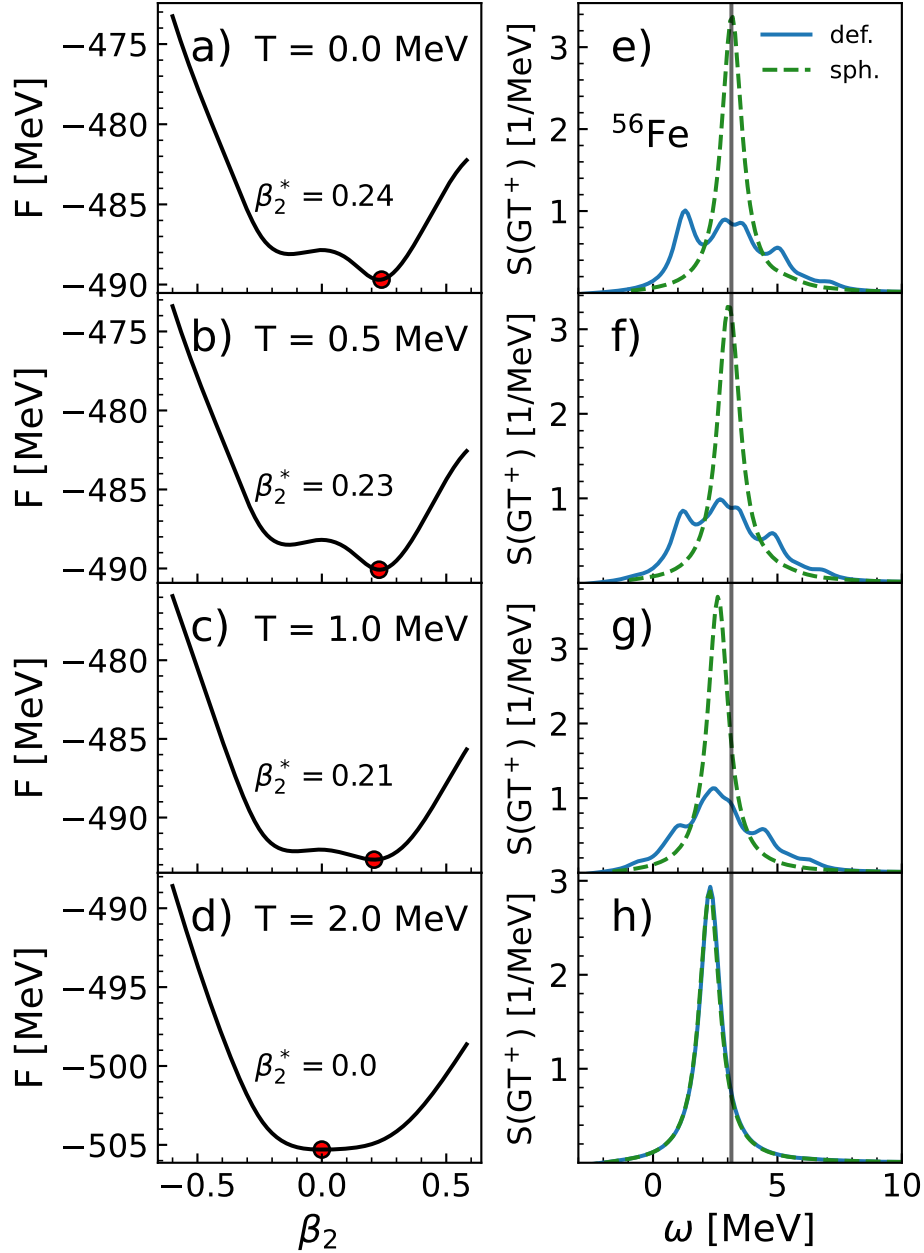 a) T = 0.0 MeV
β₂* = 0.24
F [MeV]
−475
−480
−485
−490
b) T = 0.5 MeV
β₂* = 0.23
F [MeV]
−475
−480
−485
−490
c) T = 1.0 MeV
β₂* = 0.21
F [MeV]
−480
−485
−490
d) T = 2.0 MeV
β₂* = 0.0
F [MeV]
−490
−495
−500
−505
−0.5 0.0 0.5
β₂
e)
def.
sph.
⁵⁶Fe
S(GT⁺) [1/MeV]
3
2
1
f)
S(GT⁺) [1/MeV]
3
2
1
g)
S(GT⁺) [1/MeV]
3
2
1
h)
S(GT⁺) [1/MeV]
3
2
1
0 5 10
ω [MeV]